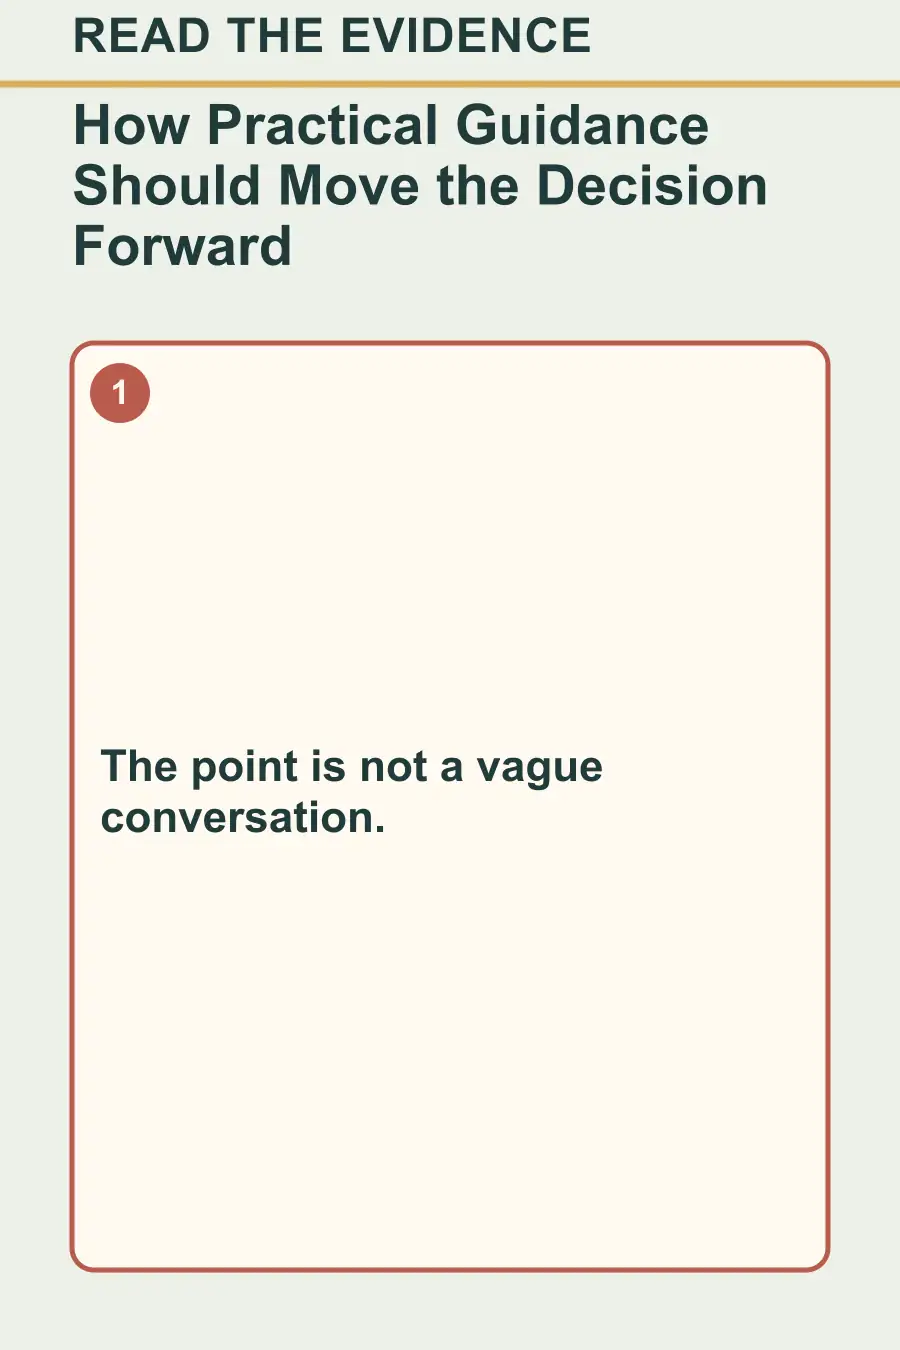 READ THE EVIDENCE
How Practical Guidance
Should Move the Decision
Forward
1
The point is not a vague
conversation.